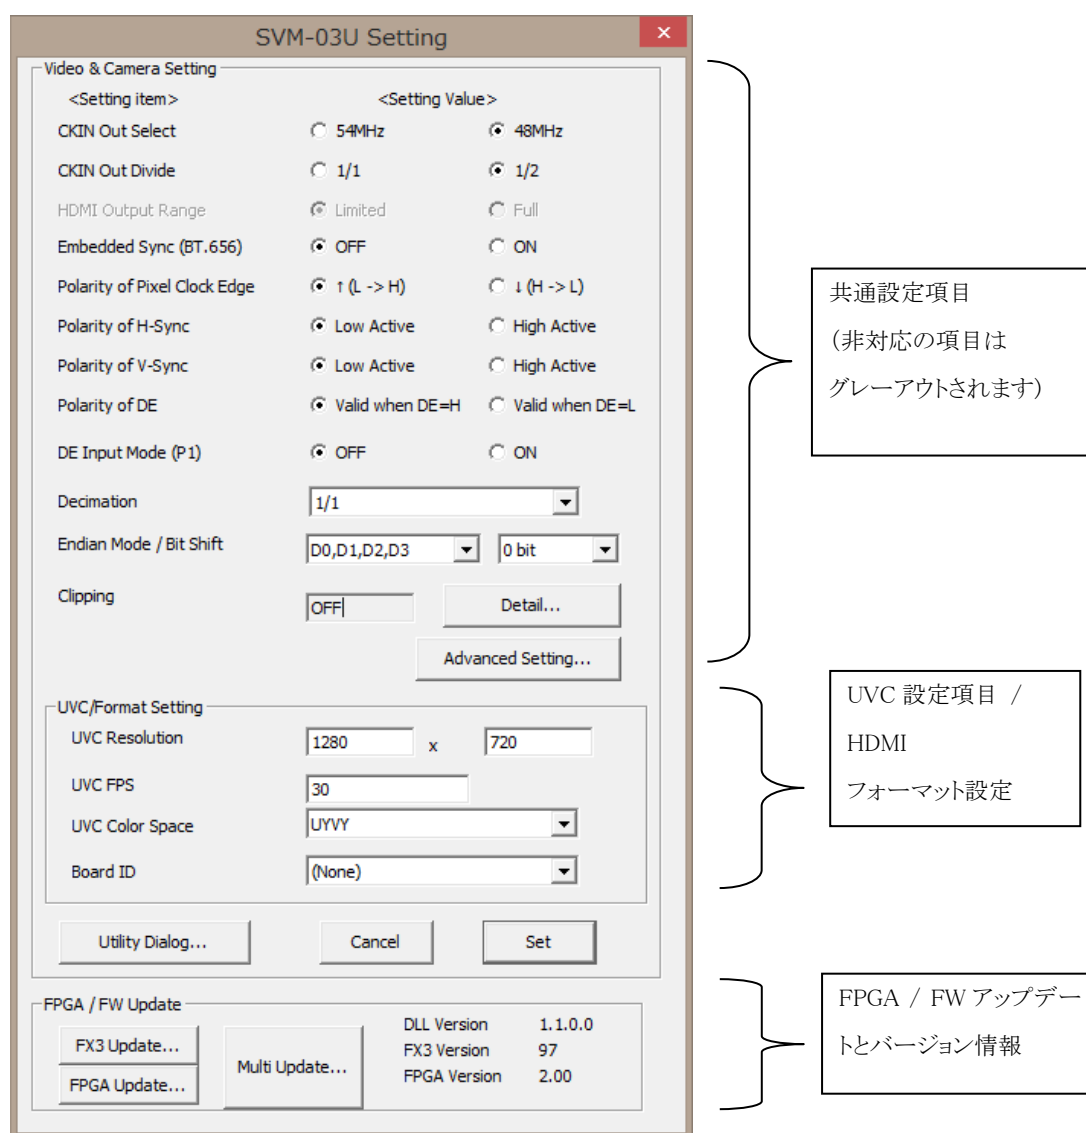 SVM-03U Setting
Video & Camera Setting
<Setting item> <Setting Value>
CKIN Out Select 54MHz 48MHz
CKIN Out Divide 1/1 1/2
HDMI Output Range Limited Full
Embedded Sync (BT.656) OFF ON
Polarity of Pixel Clock Edge ↑ (L -> H) ↓ (H -> L)
Polarity of H-Sync Low Active High Active
Polarity of V-Sync Low Active High Active
Polarity of DE Valid when DE=H Valid when DE=L
DE Input Mode (P1) OFF ON
Decimation 1/1
Endian Mode / Bit Shift D0,D1,D2,D3 0 bit
Clipping OFF Detail...
Advanced Setting...
共通設定項目
(非対応の項目は
グレーアウトされます)
UVC/Format Setting
UVC Resolution 1280 x 720
UVC FPS 30
UVC Color Space UYVY
Board ID (None)
UVC 設定項目 /
HDMI
フォーマット設定
Utility Dialog... Cancel Set
FPGA / FW Update
FX3 Update...
FPGA Update...
Multi Update...
DLL Version 1.1.0.0
FX3 Version 97
FPGA Version 2.00
FPGA / FW アップデー
トとバージョン情報